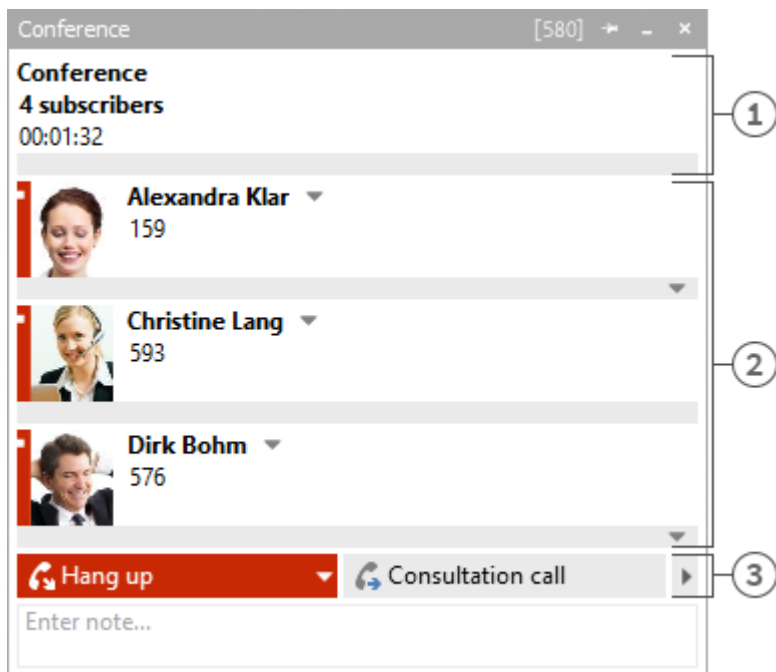 Conference [580]
Conference
4 subscribers
00:01:32
1
Alexandra Klar
159
Christine Lang
593
2
Dirk Bohm
576
Hang up Consultation call
3
Enter note...